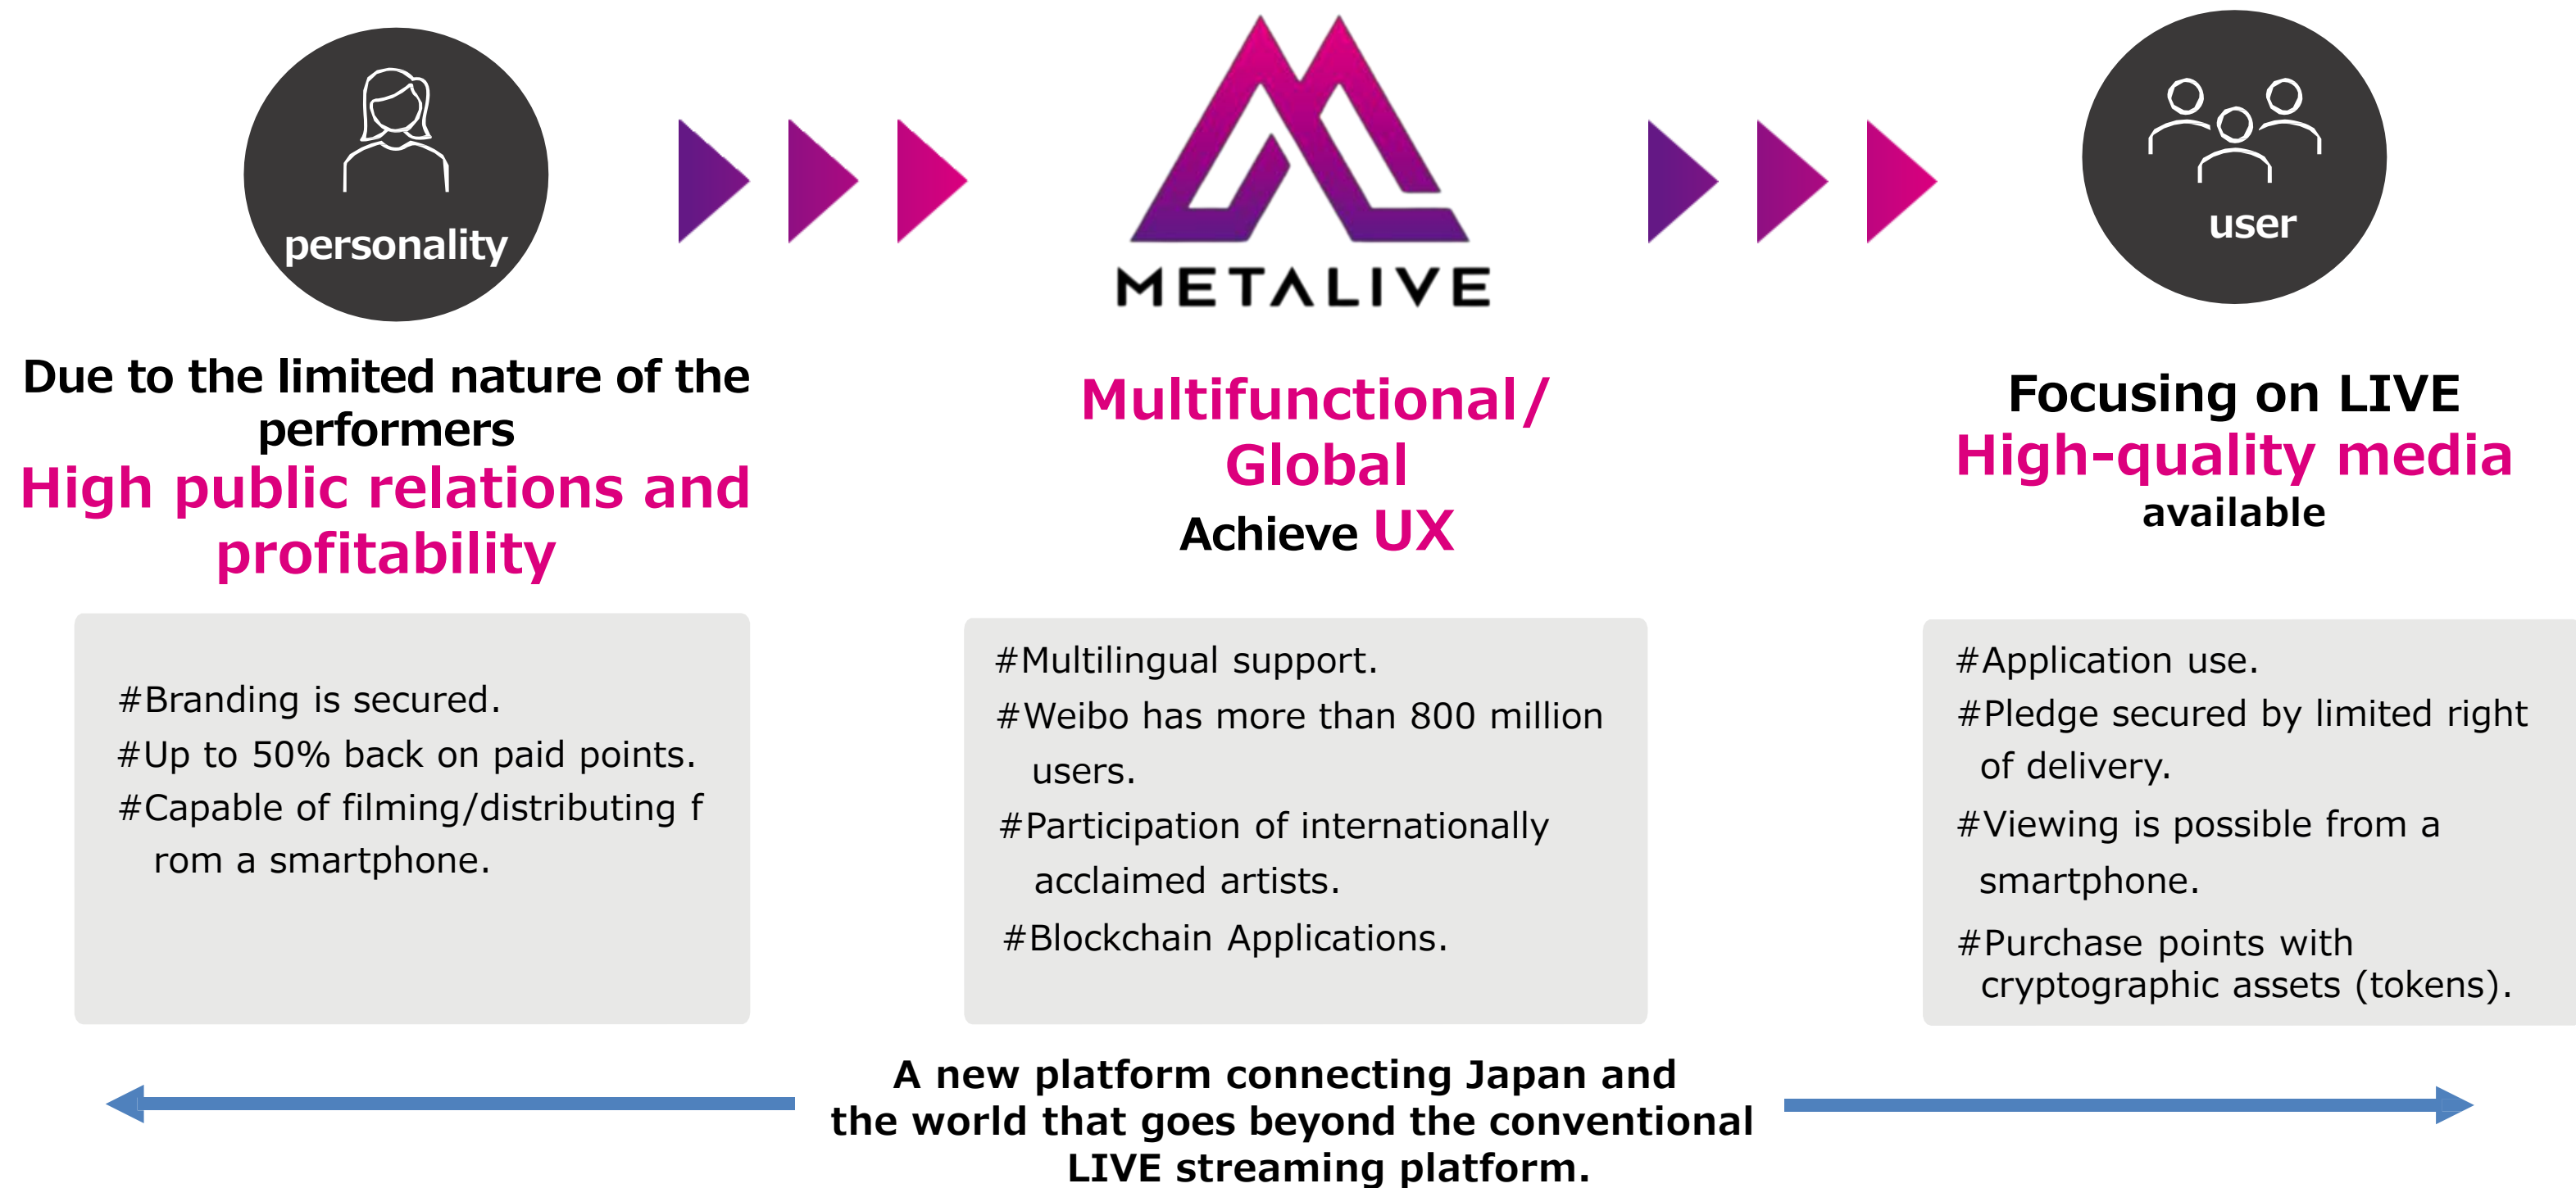 personality
Due to the limited nature of the
performers
High public relations and
profitability
#Branding is secured.
#Up to 50% back on paid points.
#Capable of filming/distributing f
rom a smartphone.
METALIVE
Multifunctional/
Global
Achieve UX
#Multilingual support.
#Weibo has more than 800 million
users.
#Participation of internationally
acclaimed artists.
#Blockchain Applications.
user
Focusing on LIVE
High-quality media
available
#Application use.
#Pledge secured by limited right
of delivery.
#Viewing is possible from a
smartphone.
#Purchase points with
cryptographic assets (tokens).
A new platform connecting Japan and
the world that goes beyond the conventional
LIVE streaming platform.